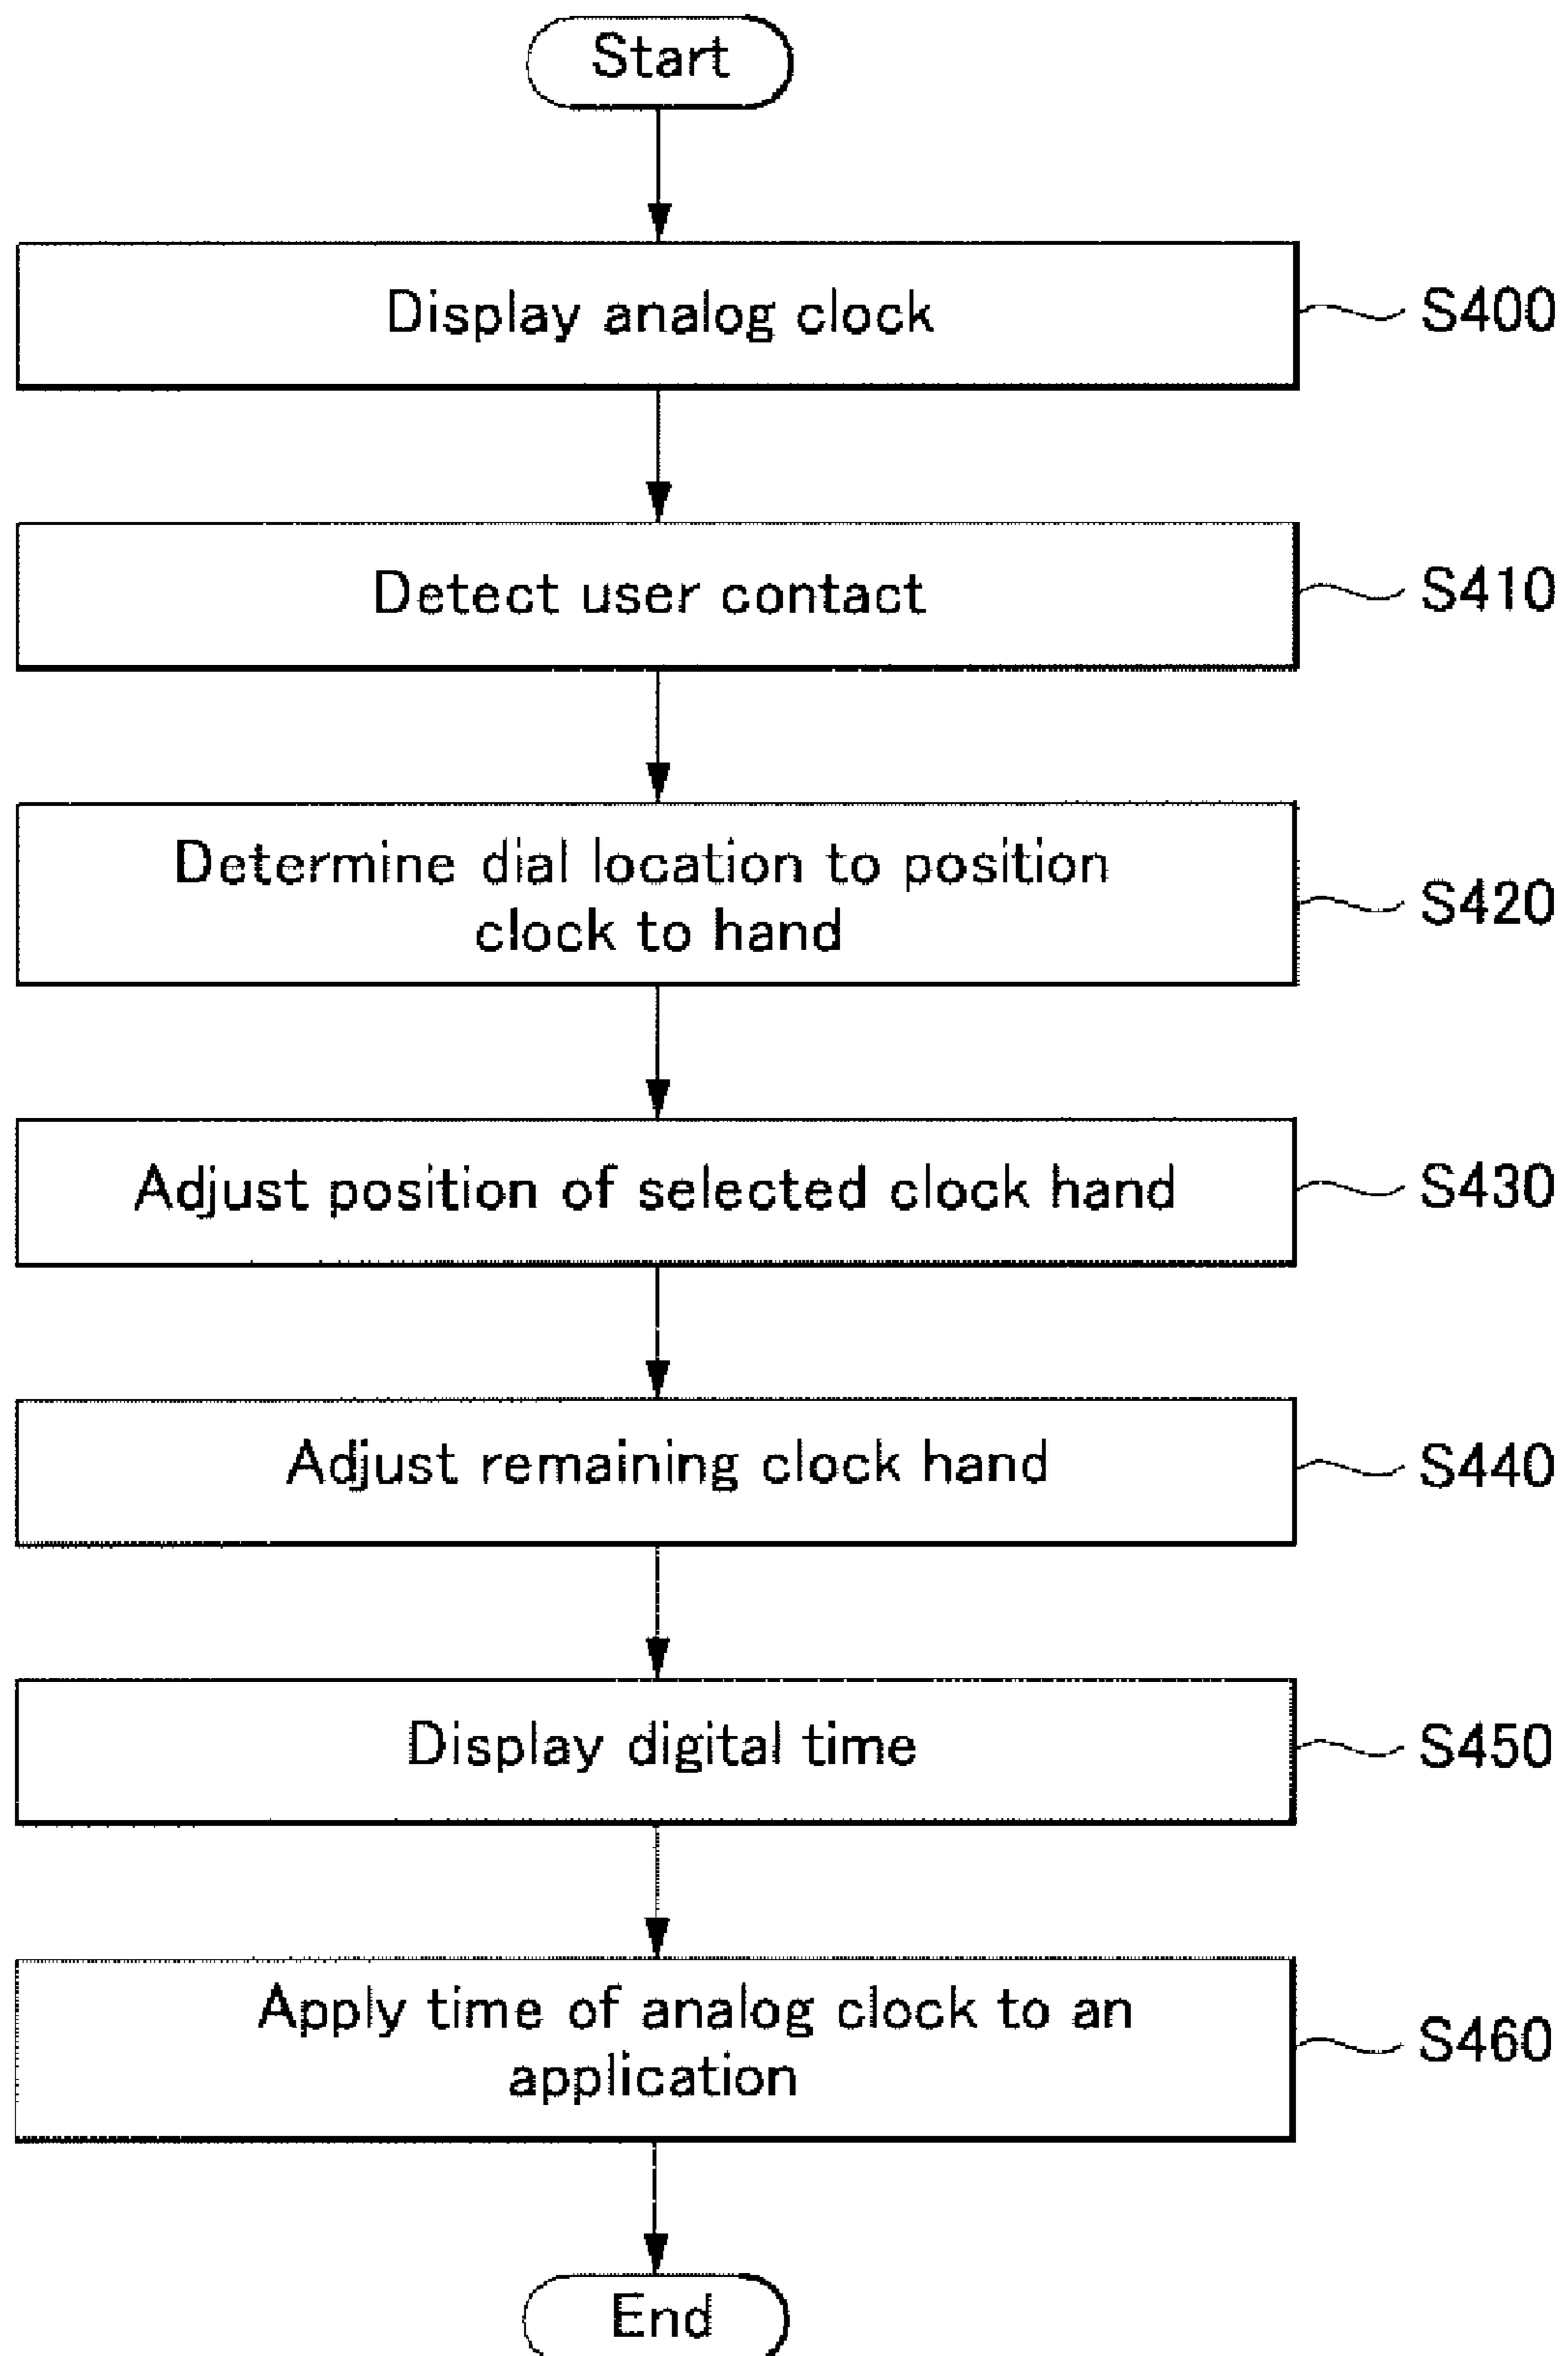 Start
Display analog clock
S400
Detect user contact
S410
Determine dial location to position
clock to hand
S420
Adjust position of selected clock hand
S430
Adjust remaining clock hand
S440
Display digital time
S450
Apply time of analog clock to an
application
S460
End